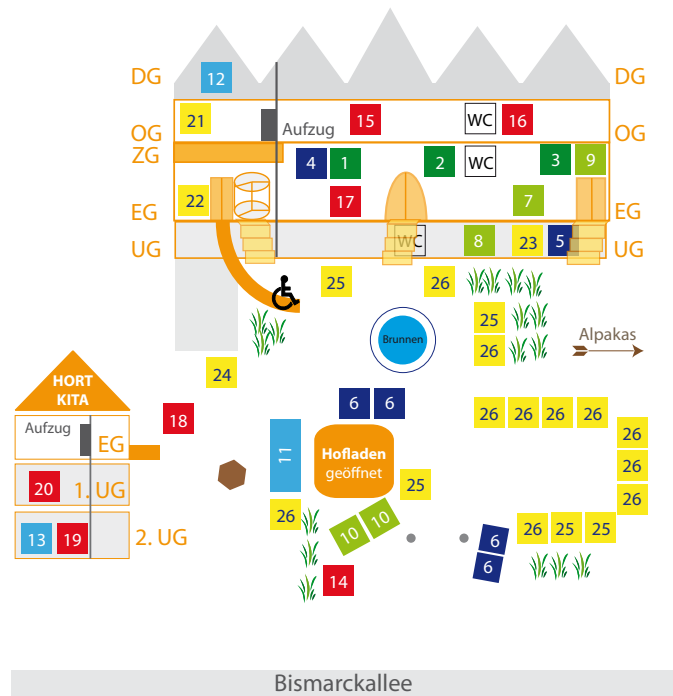 DG
12
DG
21
Aufzug
15
WC
16
OG
OG
ZG
4
1
2
WC
3
9
22
17
7
EG
EG
UG
WC
8
23
5
UG
25
26
25
Alpakas
Brunnen
26
24
HORT
KITA
6
6
26
26
26
26
18
Aufzug
EG
26
11
Hofladen
geöffnet
26
20
1. UG
25
26
26
10
10
26
25
25
13
19
2. UG
6
6
14
Bismarckallee